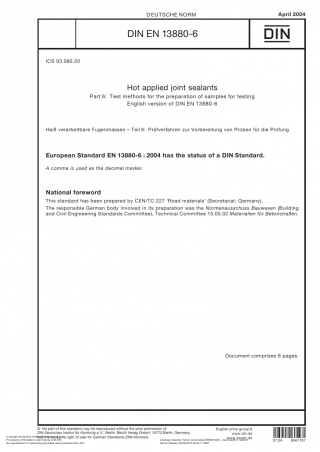 DEUTSCHE NORM
April 2004
DIN EN 13880-6
DIN
ICS 93.080.20
Hot applied joint sealants
Part 6: Test methods for the preparation of samples for testing
English version of DIN EN 13880-6
Heiß verarbeitbare Fugenmassen – Teil 6: Prüfverfahren zur Vorbereitung von Proben für die Prüfung
European Standard EN 13880-6 : 2004 has the status of a DIN Standard.
A comma is used as the decimal marker.
National foreword
This standard has been prepared by CEN/TC 227 ‘Road materials’ (Secretariat: Germany).
The responsible German body involved in its preparation was the Normenausschuss Bauwesen (Building
and Civil Engineering Standards Committee), Technical Committee 10.05.02 Materialien für Betonstraßen.
Document comprises 8 pages.
© No part of this standard may be reproduced without the prior permission of
DIN Deutsches Institut für Normung e.V., Berlin. Beuth Verlag GmbH, 10772 Berlin, Germany,
right of sale for German Standards (DIN-Normen).
English price group 6
www.din.de
www.beuth.de